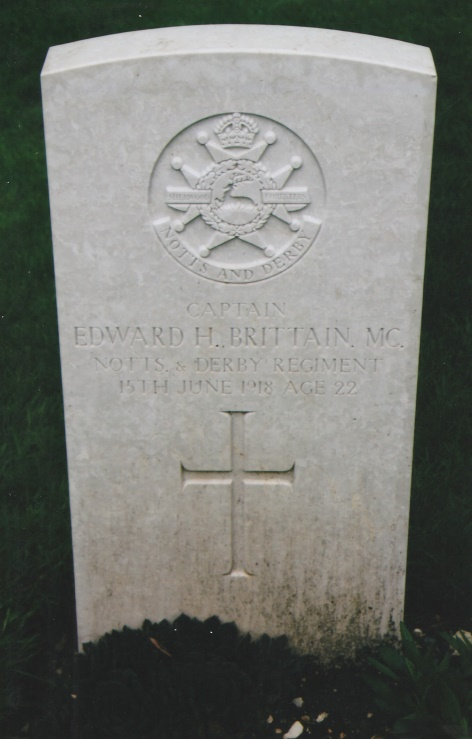 NOTTS AND DERBY
CAPTAIN
EDWARD H. BRITTAIN. MC.
NOTTS. & DERBY REGIMENT
15TH JUNE 1918 AGE 22